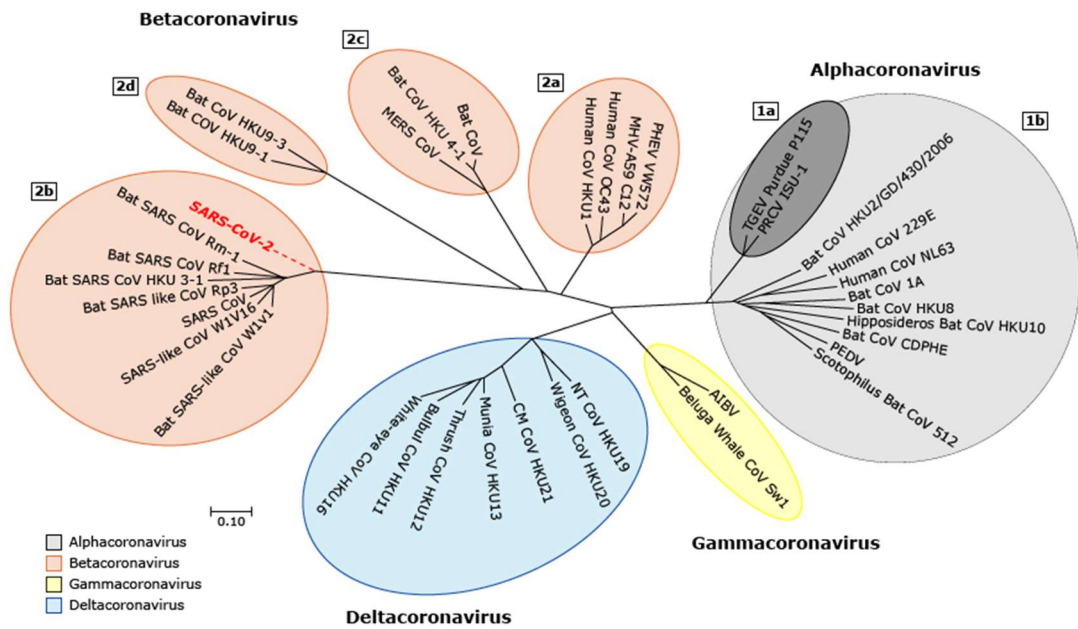 Betacoronavirus
2c
2d
2a
Alphacoronavirus
1a
1b
Bat CoV HKU9-3
Bat COV HKU9-1
Bat CoV
Bat CoV HKU 4-1
MERS CoV
PHEV VW572
MHV-A59 C12
Human CoV OC43
Human CoV HKU1
TGEV Purdue P115
PRCV ISU-1
2b
SARS-CoV-2
Bat SARS CoV Rm-1
Bat SARS CoV Rf1
Bat SARS CoV HKU 3-1
Bat SARS like CoV Rp3
SARS CoV
SARS-like CoV W1V16
Bat SARS-like CoV W1v1
Bat CoV HKU2/GD/430/2006
Human CoV 229E
Human CoV NL63
Bat CoV 1A
Bat CoV HKU8
Hipposideros Bat CoV HKU10
Bat CoV CDPHE
PEDV
Scotophilus Bat CoV 512
White-eye CoV HKU16
Bulbul CoV HKU11
Thrush CoV HKU12
Munia CoV HKU13
CM CoV HKU21
Wigeon CoV HKU20
NT CoV HKU19
AIBV
Beluga Whale CoV Sw1
0.10
Gammacoronavirus
Deltacoronavirus
Alphacoronavirus
Betacoronavirus
Gammacoronavirus
Deltacoronavirus